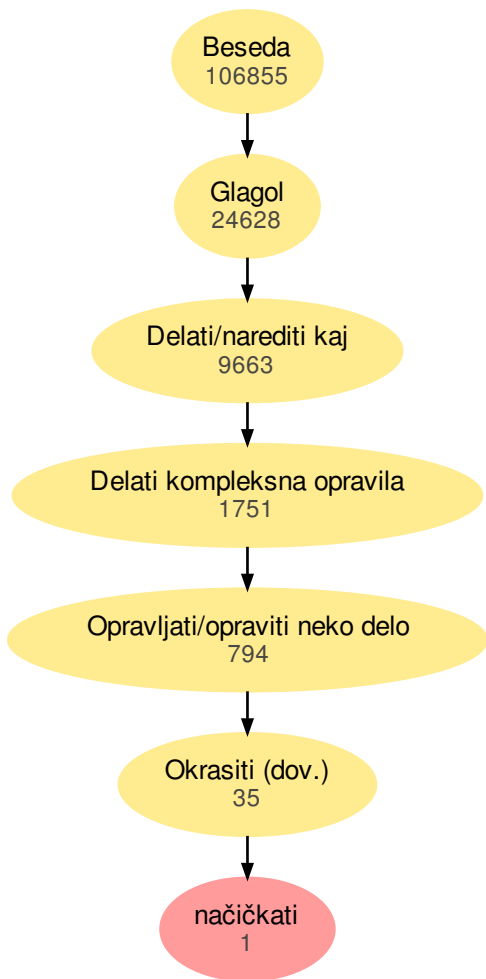 Beseda
106855
Glagol
24628
Delati/narediti kaj
9663
Delati kompleksna opravila
1751
Opravljati/opraviti neko delo
794
Okrasiti (dov.)
35
načičkati
1